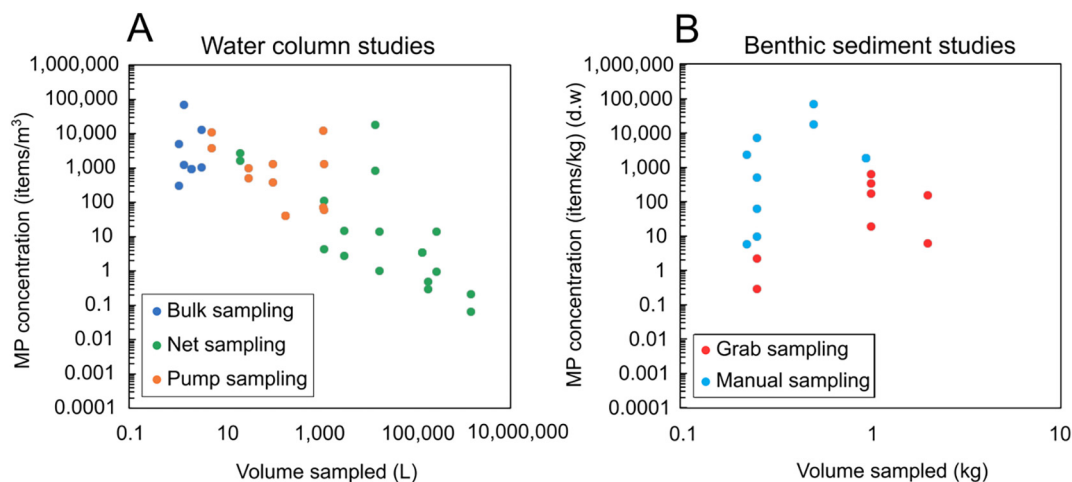 A
Water column studies
MP concentration (items/m³)
1,000,000
100,000
10,000
1,000
100
10
1
0.1
0.01
0.001
0.0001
Bulk sampling
Net sampling
Pump sampling
0.1
10
1,000
100,000
10,000,000
Volume sampled (L)
B
Benthic sediment studies
MP concentration (items/kg) (d.w)
1,000,000
100,000
10,000
1,000
100
10
1
0.1
0.01
0.001
0.0001
Grab sampling
Manual sampling
0.1
1
10
Volume sampled (kg)